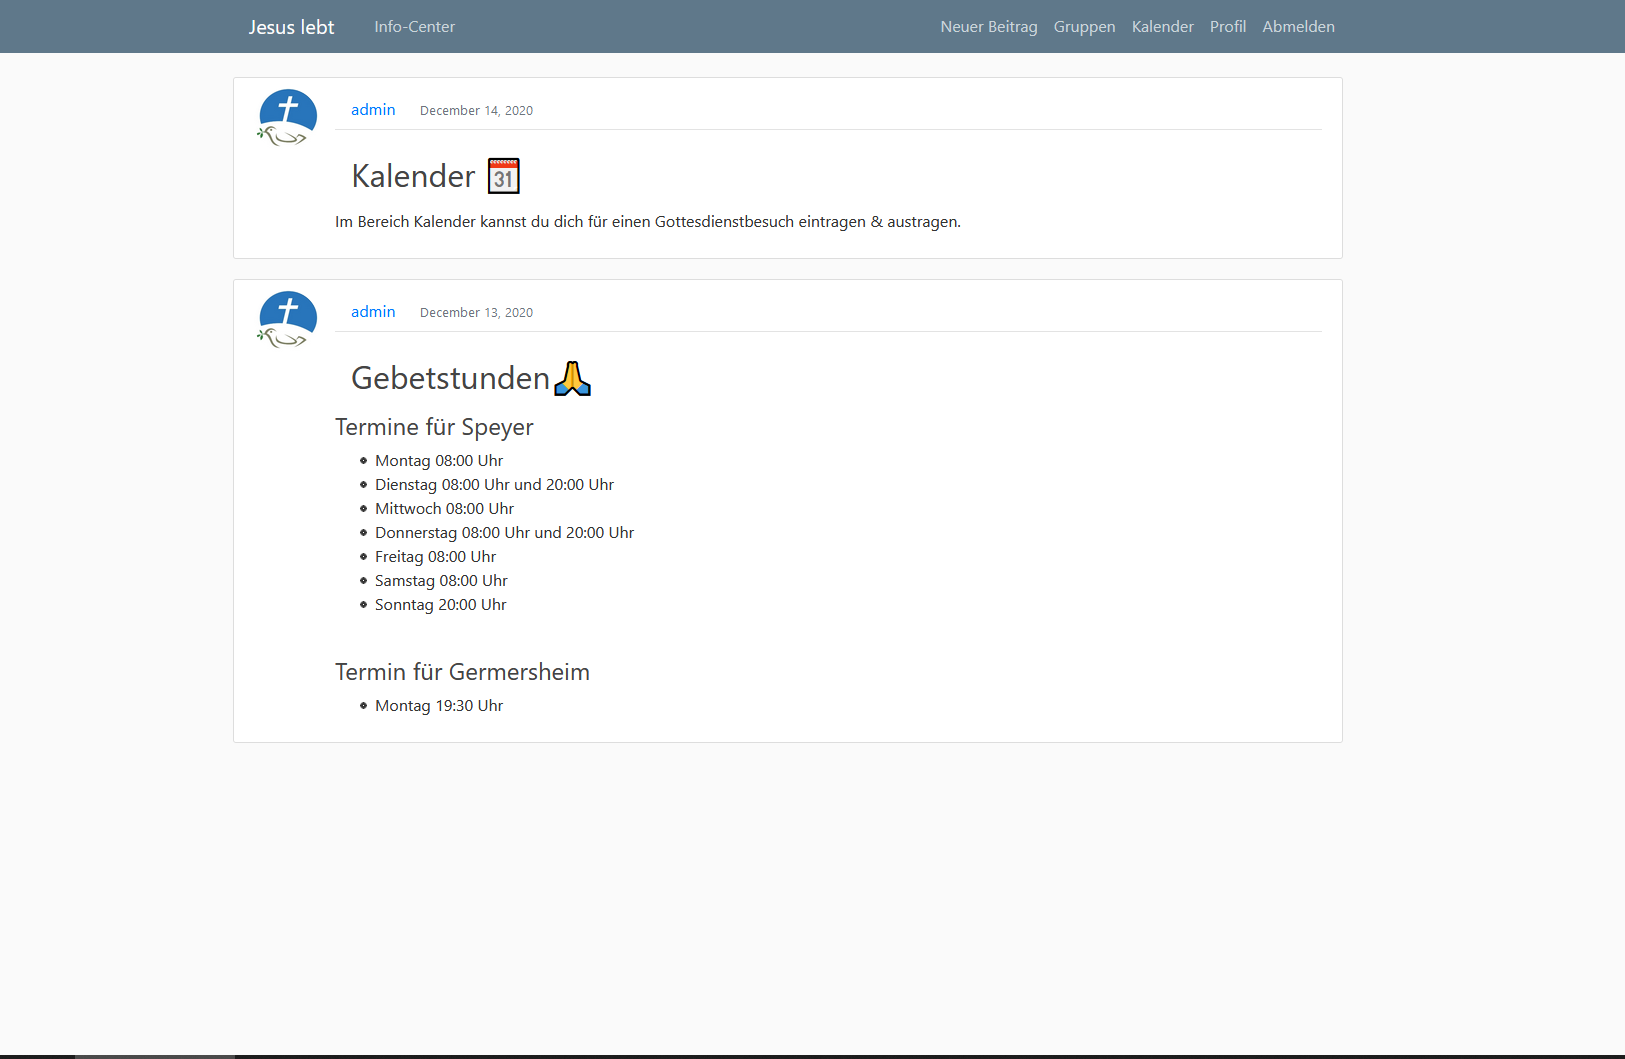 Jesus lebt Info-Center Neuer Beitrag Gruppen Kalender Profil Abmelden
admin December 14, 2020
Kalender 31
Im Bereich Kalender kannst du dich für einen Gottesdienstbesuch eintragen & austragen.
admin December 13, 2020
Gebetstunden
Termine für Speyer
Montag 08:00 Uhr
Dienstag 08:00 Uhr und 20:00 Uhr
Mittwoch 08:00 Uhr
Donnerstag 08:00 Uhr und 20:00 Uhr
Freitag 08:00 Uhr
Samstag 08:00 Uhr
Sonntag 20:00 Uhr
Termin für Germersheim
Montag 19:30 Uhr